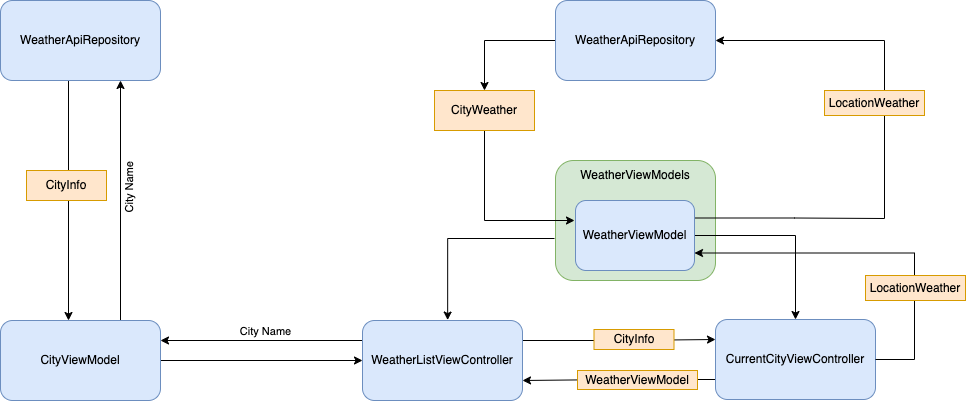 WeatherApiRepository
WeatherApiRepository
CityWeather
LocationWeather
CityInfo
City Name
WeatherViewModels
WeatherViewModel
LocationWeather
City Name
CityViewModel
WeatherListViewController
CityInfo
CurrentCityViewController
WeatherViewModel